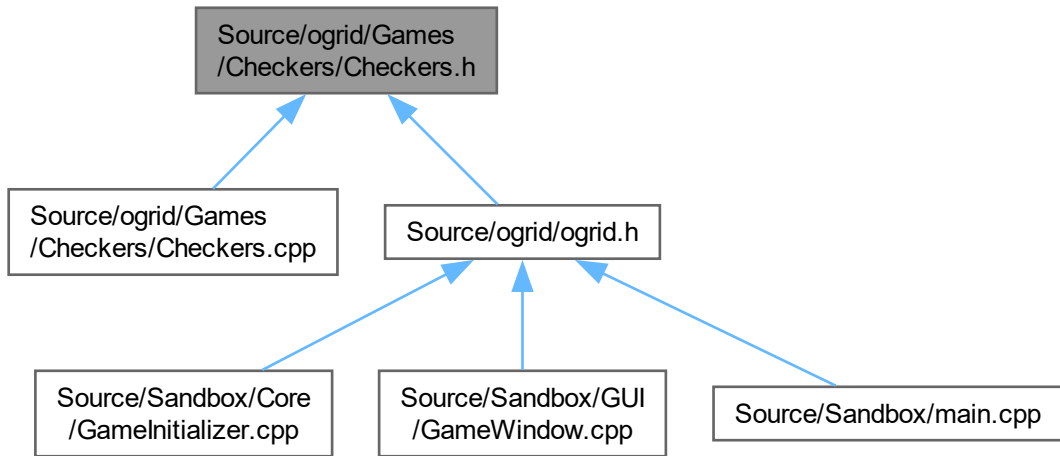 Source/ogrid/Games
/Checkers/Checkers.h
Source/ogrid/Games
/Checkers/Checkers.cpp
Source/ogrid/ogrid.h
Source/Sandbox/Core
/GameInitializer.cpp
Source/Sandbox/GUI
/GameWindow.cpp
Source/Sandbox/main.cpp